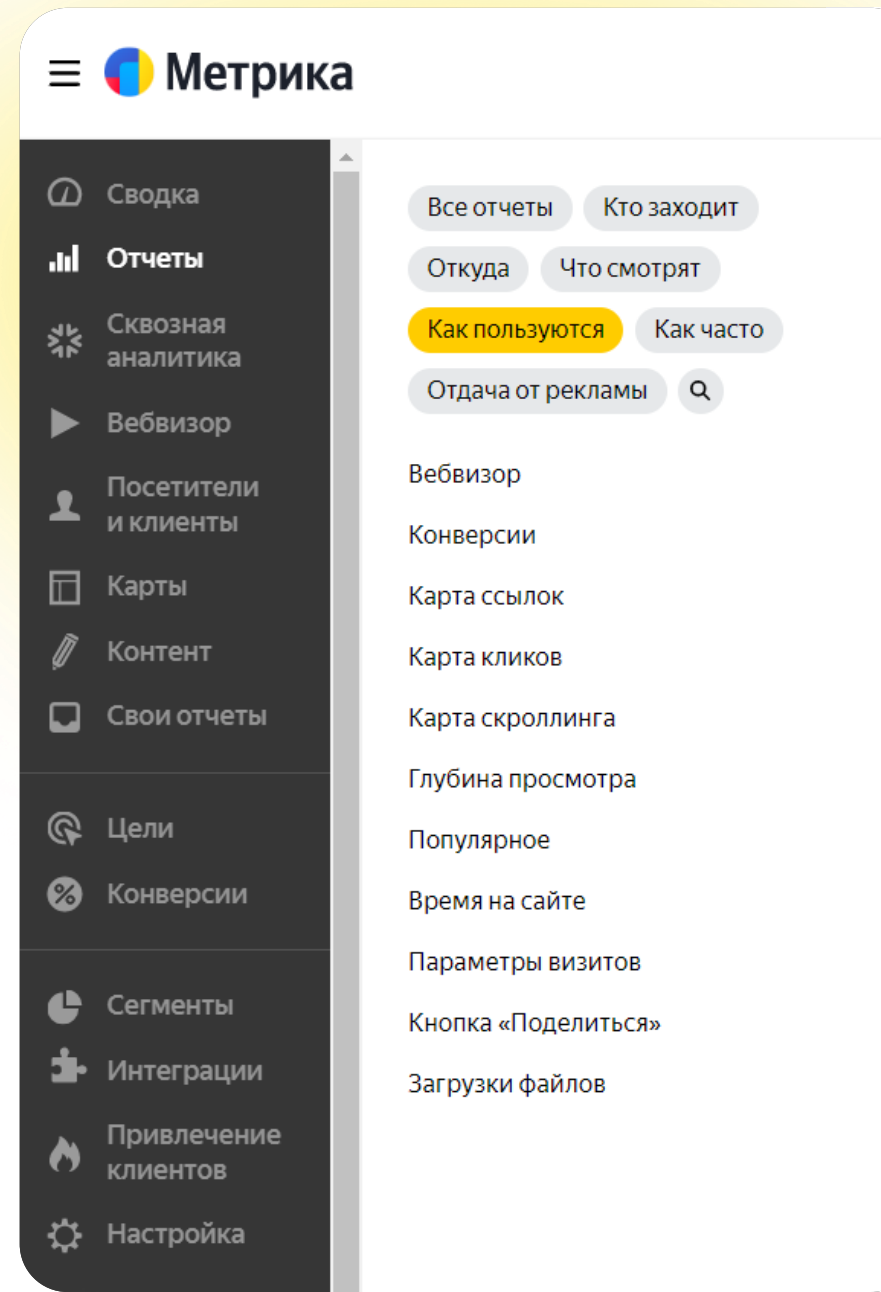 Метрика
Сводка
Отчеты
Сквозная
аналитика
Вебвизор
Посетители
и клиенты
Карты
Контент
Свои отчеты
Цели
Конверсии
Сегменты
Интеграции
Привлечение
клиентов
Настройка
Все отчеты Кто заходит
Откуда Что смотрят
Как пользуются Как часто
Отдача от рекламы
Вебвизор
Конверсии
Карта ссылок
Карта кликов
Карта скроллинга
Глубина просмотра
Популярное
Время на сайте
Параметры визитов
Кнопка «Поделиться»
Загрузки файлов